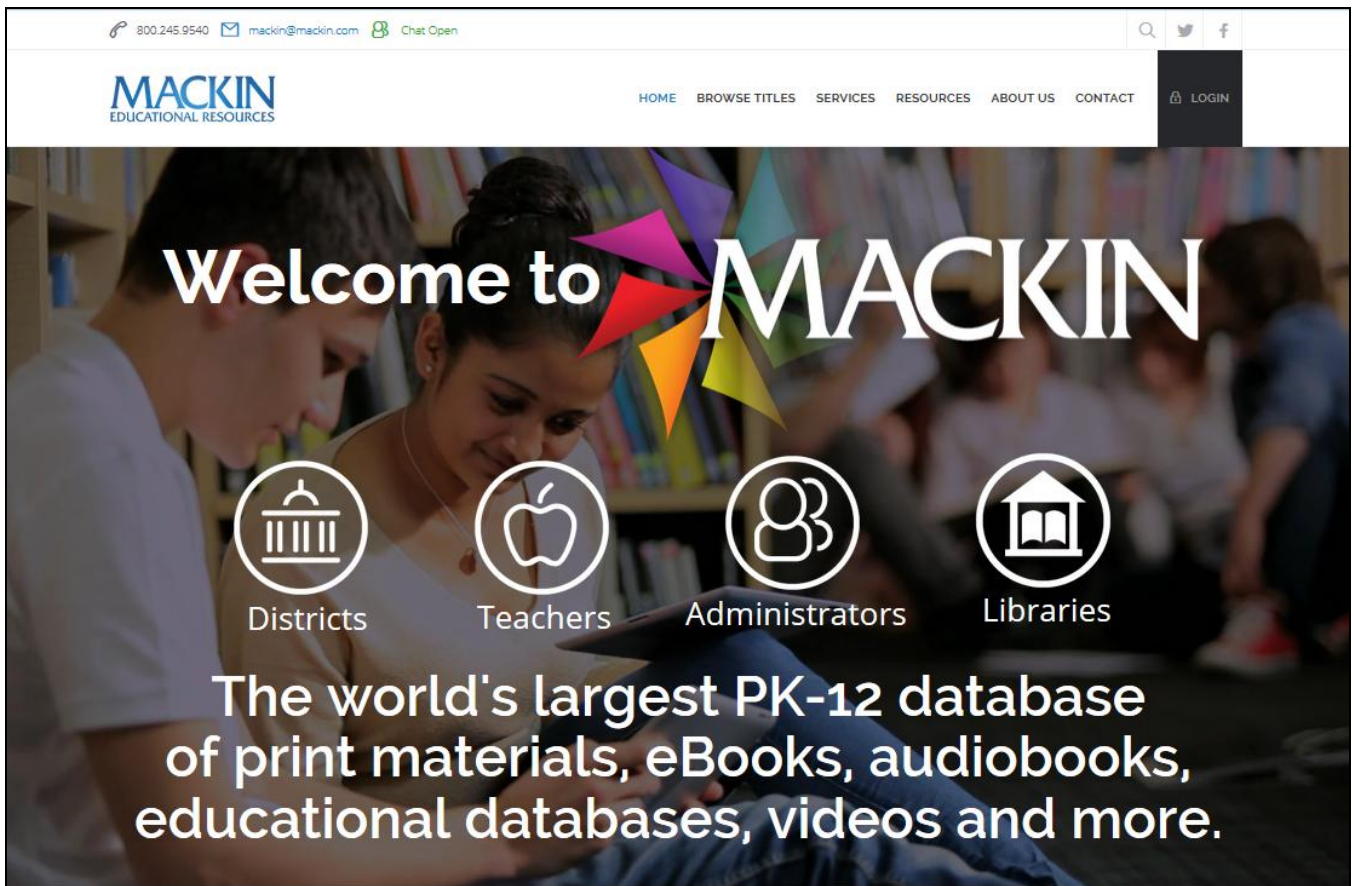 800.245.9540 mackin@mackin.com Chat Open
MACKIN
EDUCATIONAL RESOURCES
HOME BROWSE TITLES SERVICES RESOURCES ABOUT US CONTACT LOGIN
Welcome to MACKIN
Districts Teachers Administrators Libraries
The world's largest PK-12 database
of print materials, eBooks, audiobooks,
educational databases, videos and more.